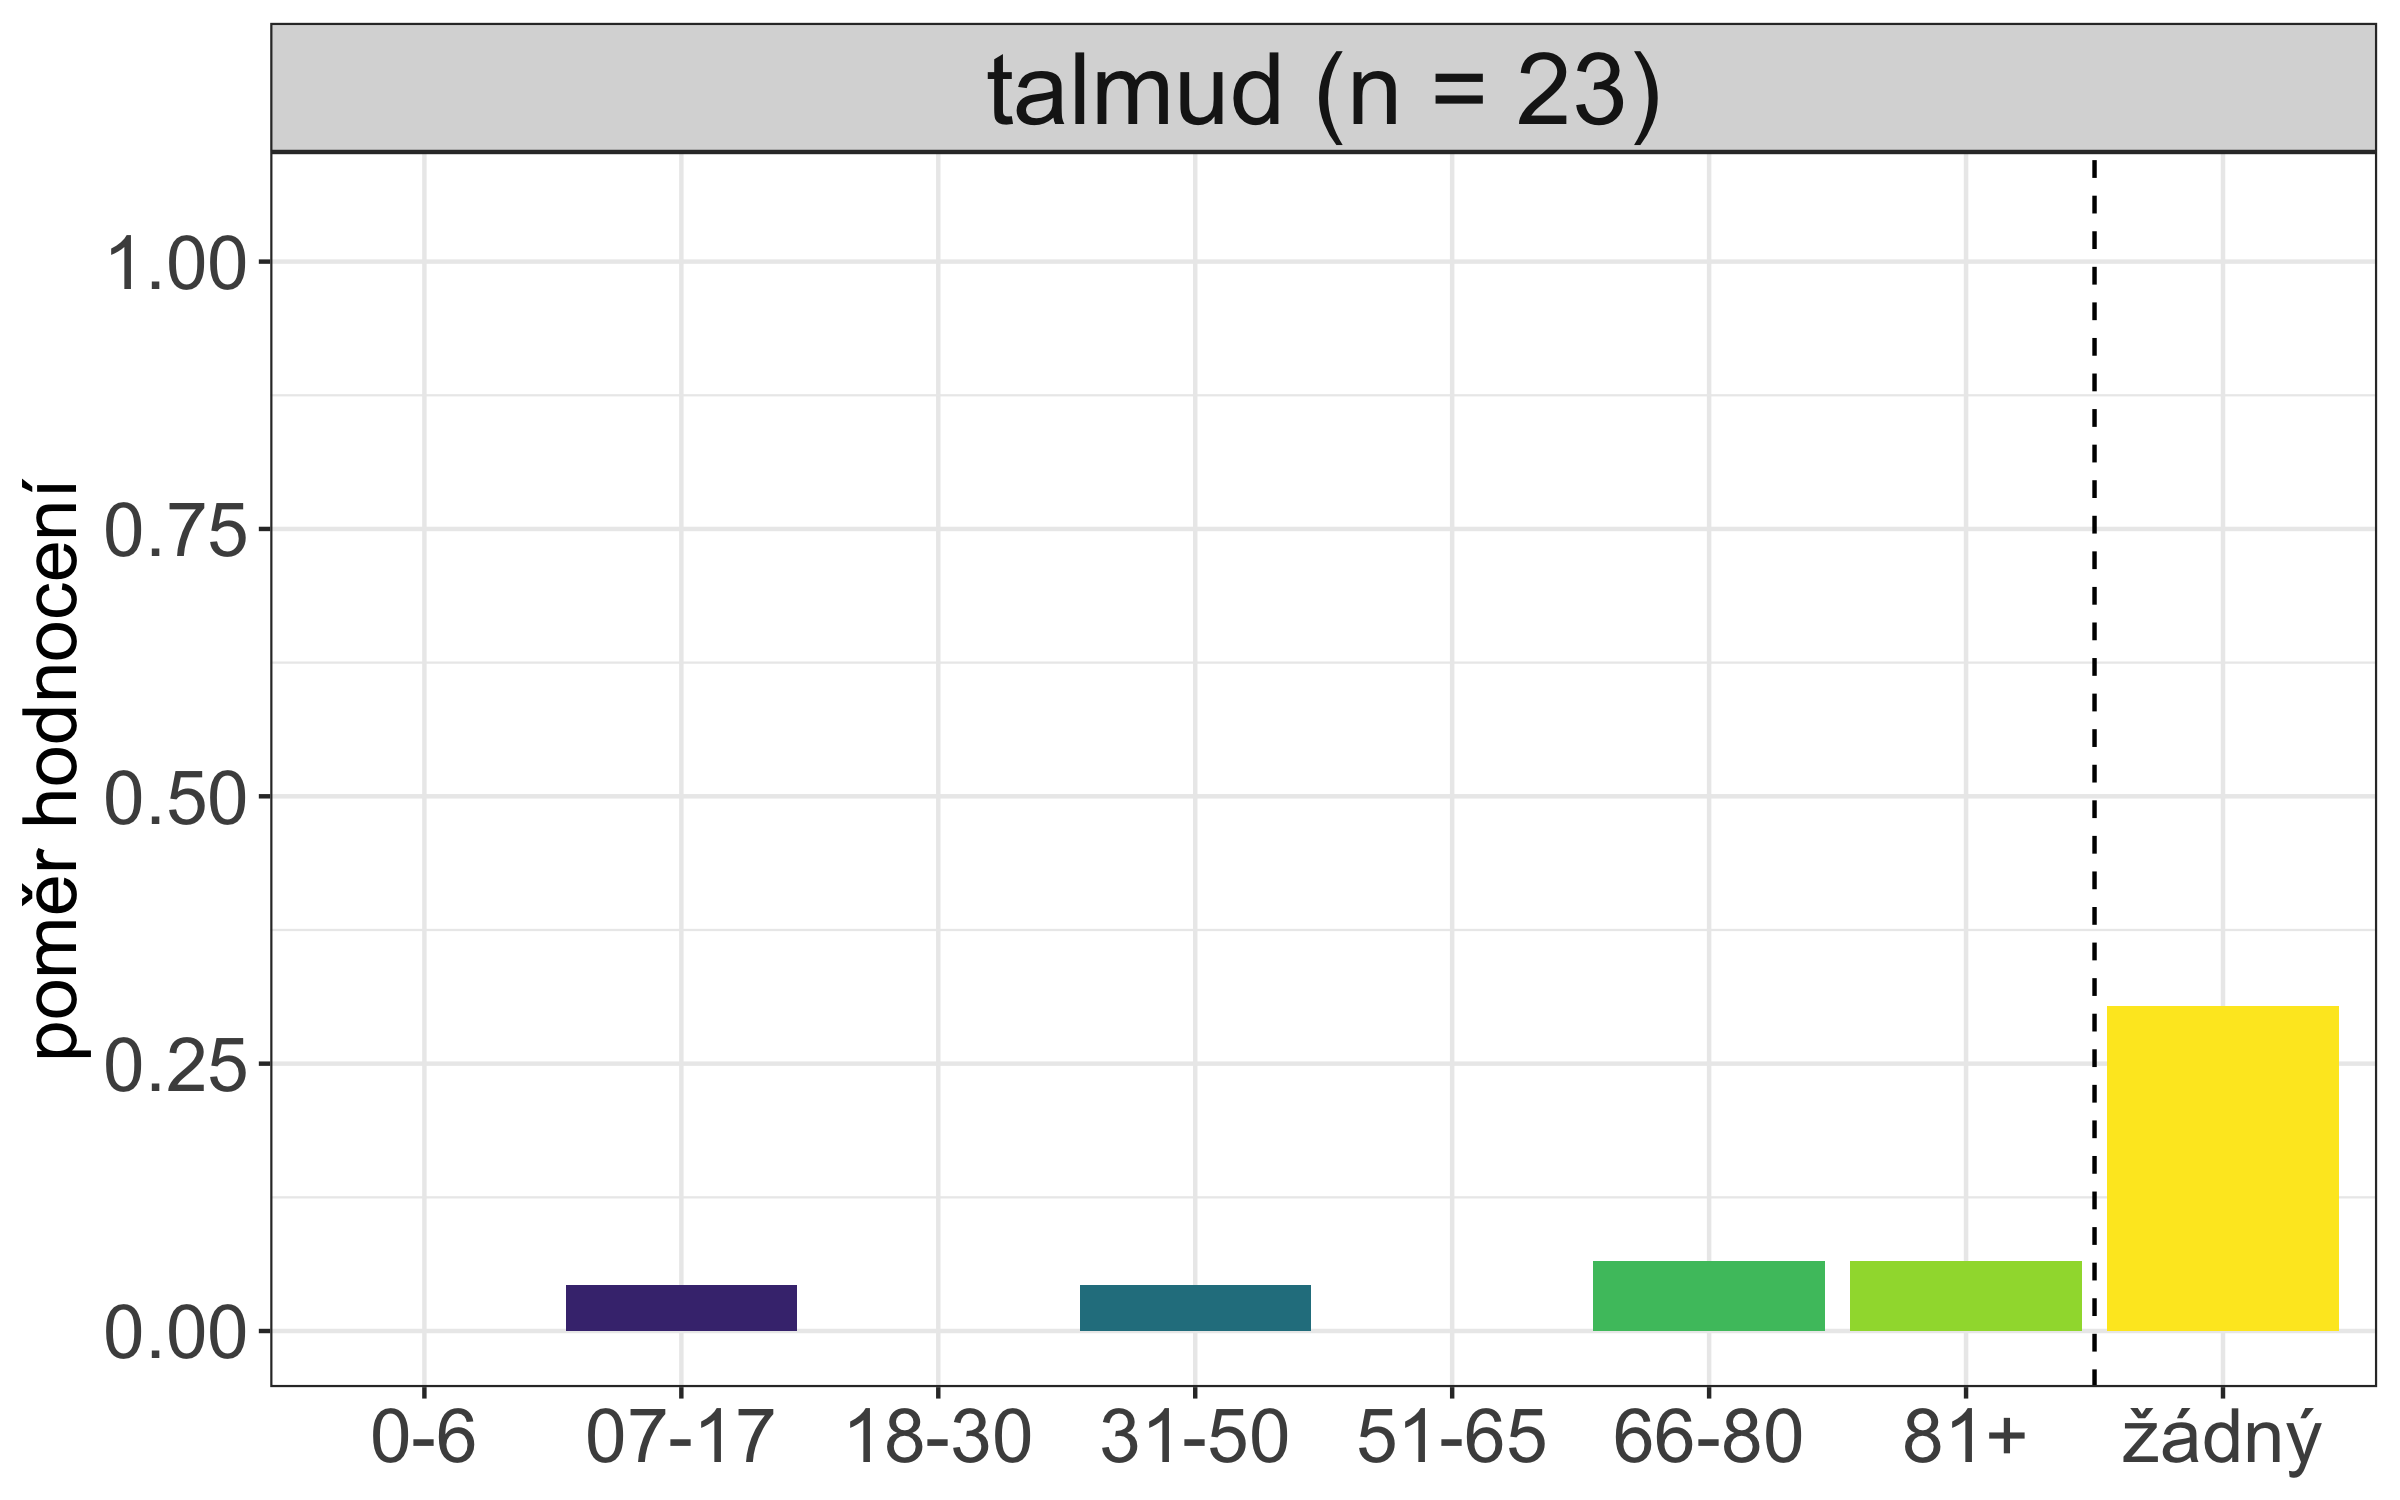 talmud (n = 23)
poměr hodnocení
1.00
0.75
0.50
0.25
0.00
0-6 07-17 18-30 31-50 51-65 66-80 81+ žádný